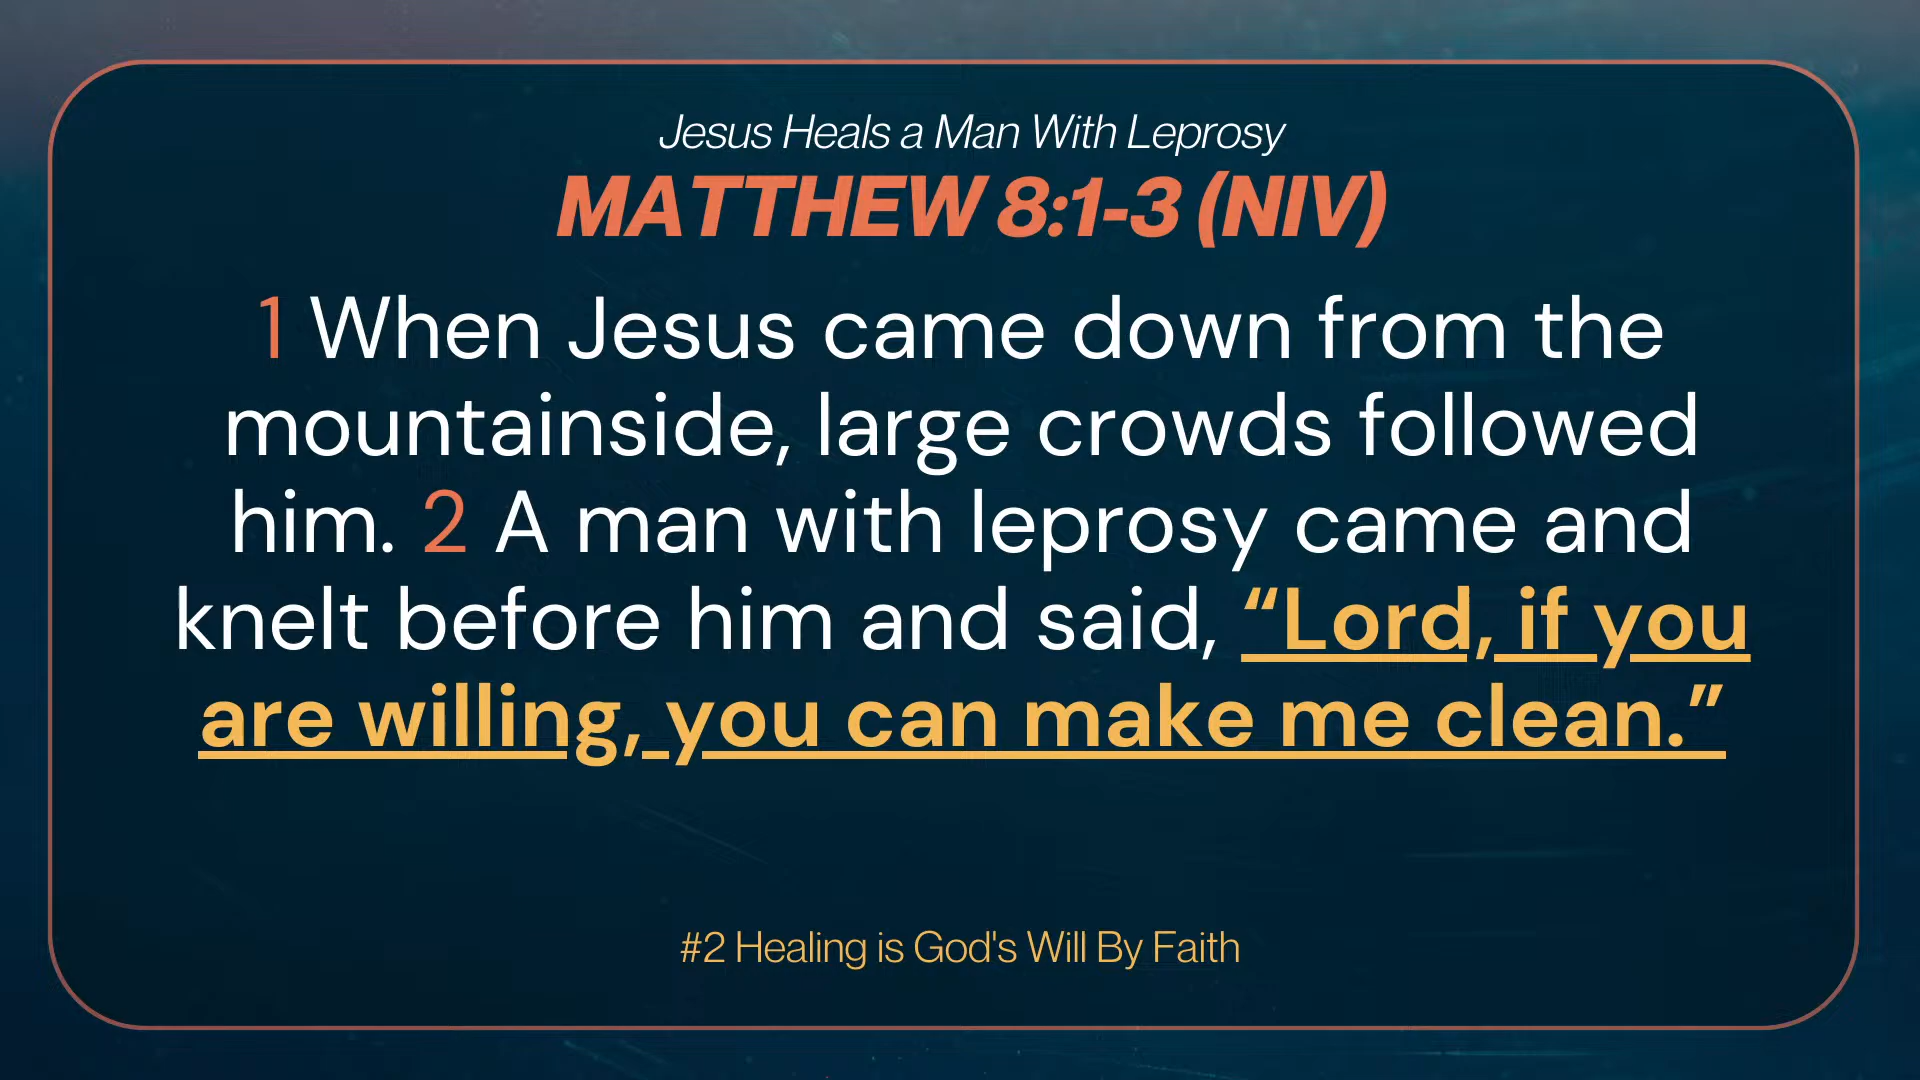 Jesus Heals a Man With Leprosy
MATTHEW 8:1-3 (NIV)
1 When Jesus came down from the
mountainside, large crowds followed
him. 2 A man with leprosy came and
knelt before him and said, “Lord, if you
are willing, you can make me clean.”
#2 Healing is God's Will By Faith